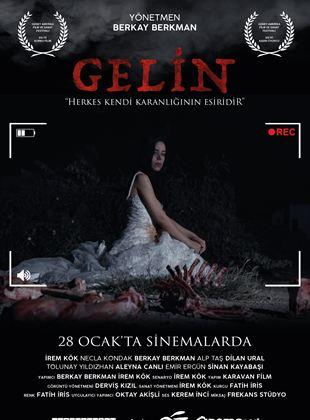 YÖNETMEN
BERKAY BERKMAN
GELİN
"HERKES KENDİ KARANLIĞININ ESİRİDİR"
REC
28 OCAK'TA SİNEMALARDA
İREM KÖK NECLA KONDAK BERKAY BERKMAN ALP TAŞ DİLAN URAL
TOLUNAY YILDIZHAN ALEYNA CANLI EMİR ERGÜN SİNAN KAYABAŞI
YAPIMCI BERKAY BERKMAN İREM KÖK SENARYO İREM KÖK YAPIM KARAVAN FİLM
GÖRÜNTÜ YÖNETMENİ DERVİŞ KIZIL SANAT YÖNETMENİ İREM KÖK KURGU FATİH İRİS
RENK FATİH İRİS UYGULAYICI YAPIMCI OKTAY AKİŞLİ SES KEREM İNCİ MİKSAJ FREKANS STÜDYO